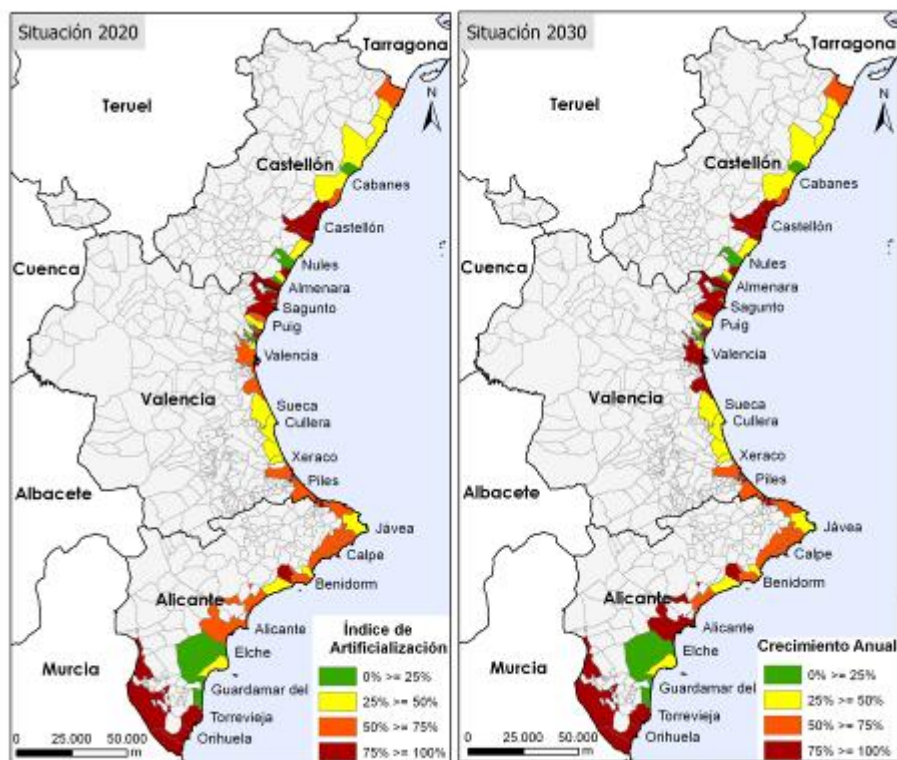 Situación 2020
Tarragona
Teruel
N
Castellón
Cabanes
Castellón
Cuenca
Nules
Almenara
Sagunto
Puig
Valencia
Valencia
Sueca
Cullera
Xeraco
Albacete
Piles
Jávea
Calpe
Benidorm
Alicante
Alicante
Elche
Murcia
Guardamar del
Torrevieja
Orihuela
Índice de
Artificialización
0% >= 25%
25% >= 50%
50% >= 75%
75% >= 100%
0 25.000 50.000
m
Situación 2030
Tarragona
Teruel
N
Castellón
Cabanes
Castellón
Cuenca
Nules
Almenara
Sagunto
Puig
Valencia
Valencia
Sueca
Cullera
Xeraco
Albacete
Piles
Jávea
Calpe
Benidorm
Alicante
Alicante
Elche
Murcia
Guardamar del
Torrevieja
Orihuela
Crecimiento Anual
0% >= 25%
25% >= 50%
50% >= 75%
75% >= 100%
0 25.000 50.000
m